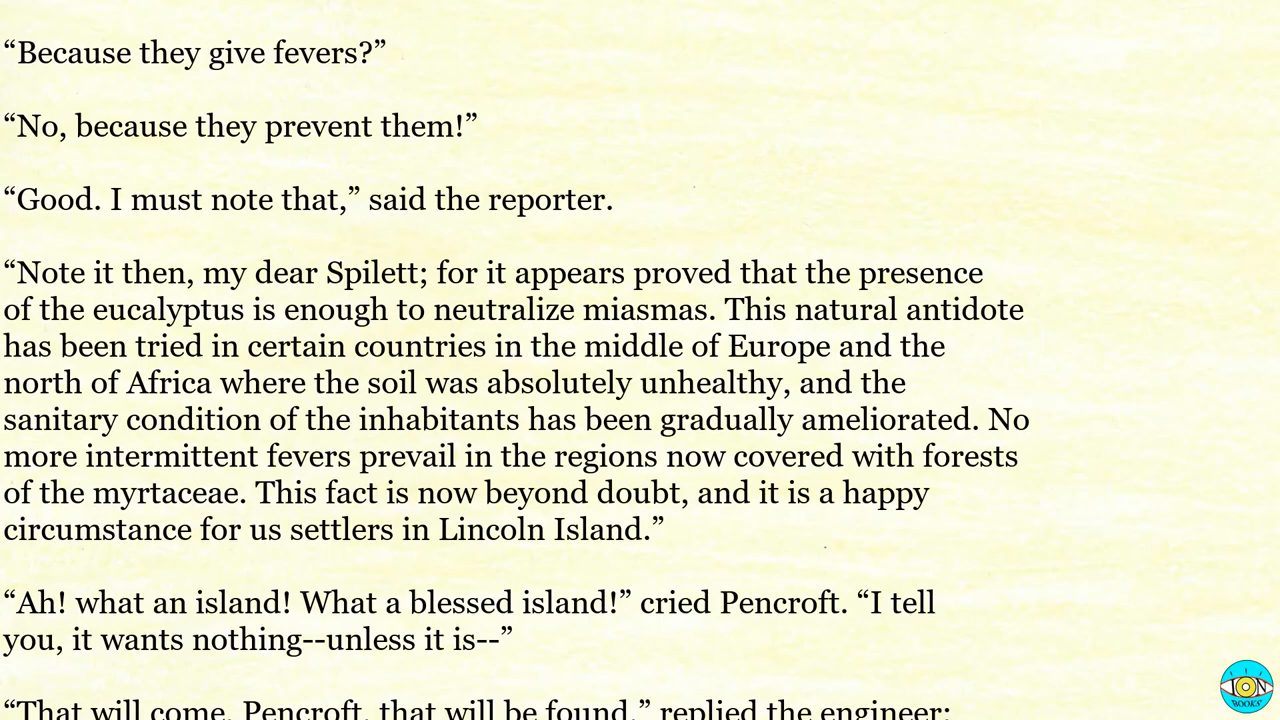 “Because they give fevers?”
“No, because they prevent them!”
“Good. I must note that,” said the reporter.
“Note it then, my dear Spilett; for it appears proved that the presence
of the eucalyptus is enough to neutralize miasmas. This natural antidote
has been tried in certain countries in the middle of Europe and the
north of Africa where the soil was absolutely unhealthy, and the
sanitary condition of the inhabitants has been gradually ameliorated. No
more intermittent fevers prevail in the regions now covered with forests
of the myrtaceae. This fact is now beyond doubt, and it is a happy
circumstance for us settlers in Lincoln Island.”
“Ah! what an island! What a blessed island!” cried Pencroft. “I tell
you, it wants nothing--unless it is--”
“That will come, Pencroft, that will be found,” replied the engineer;
ION
BOOKS